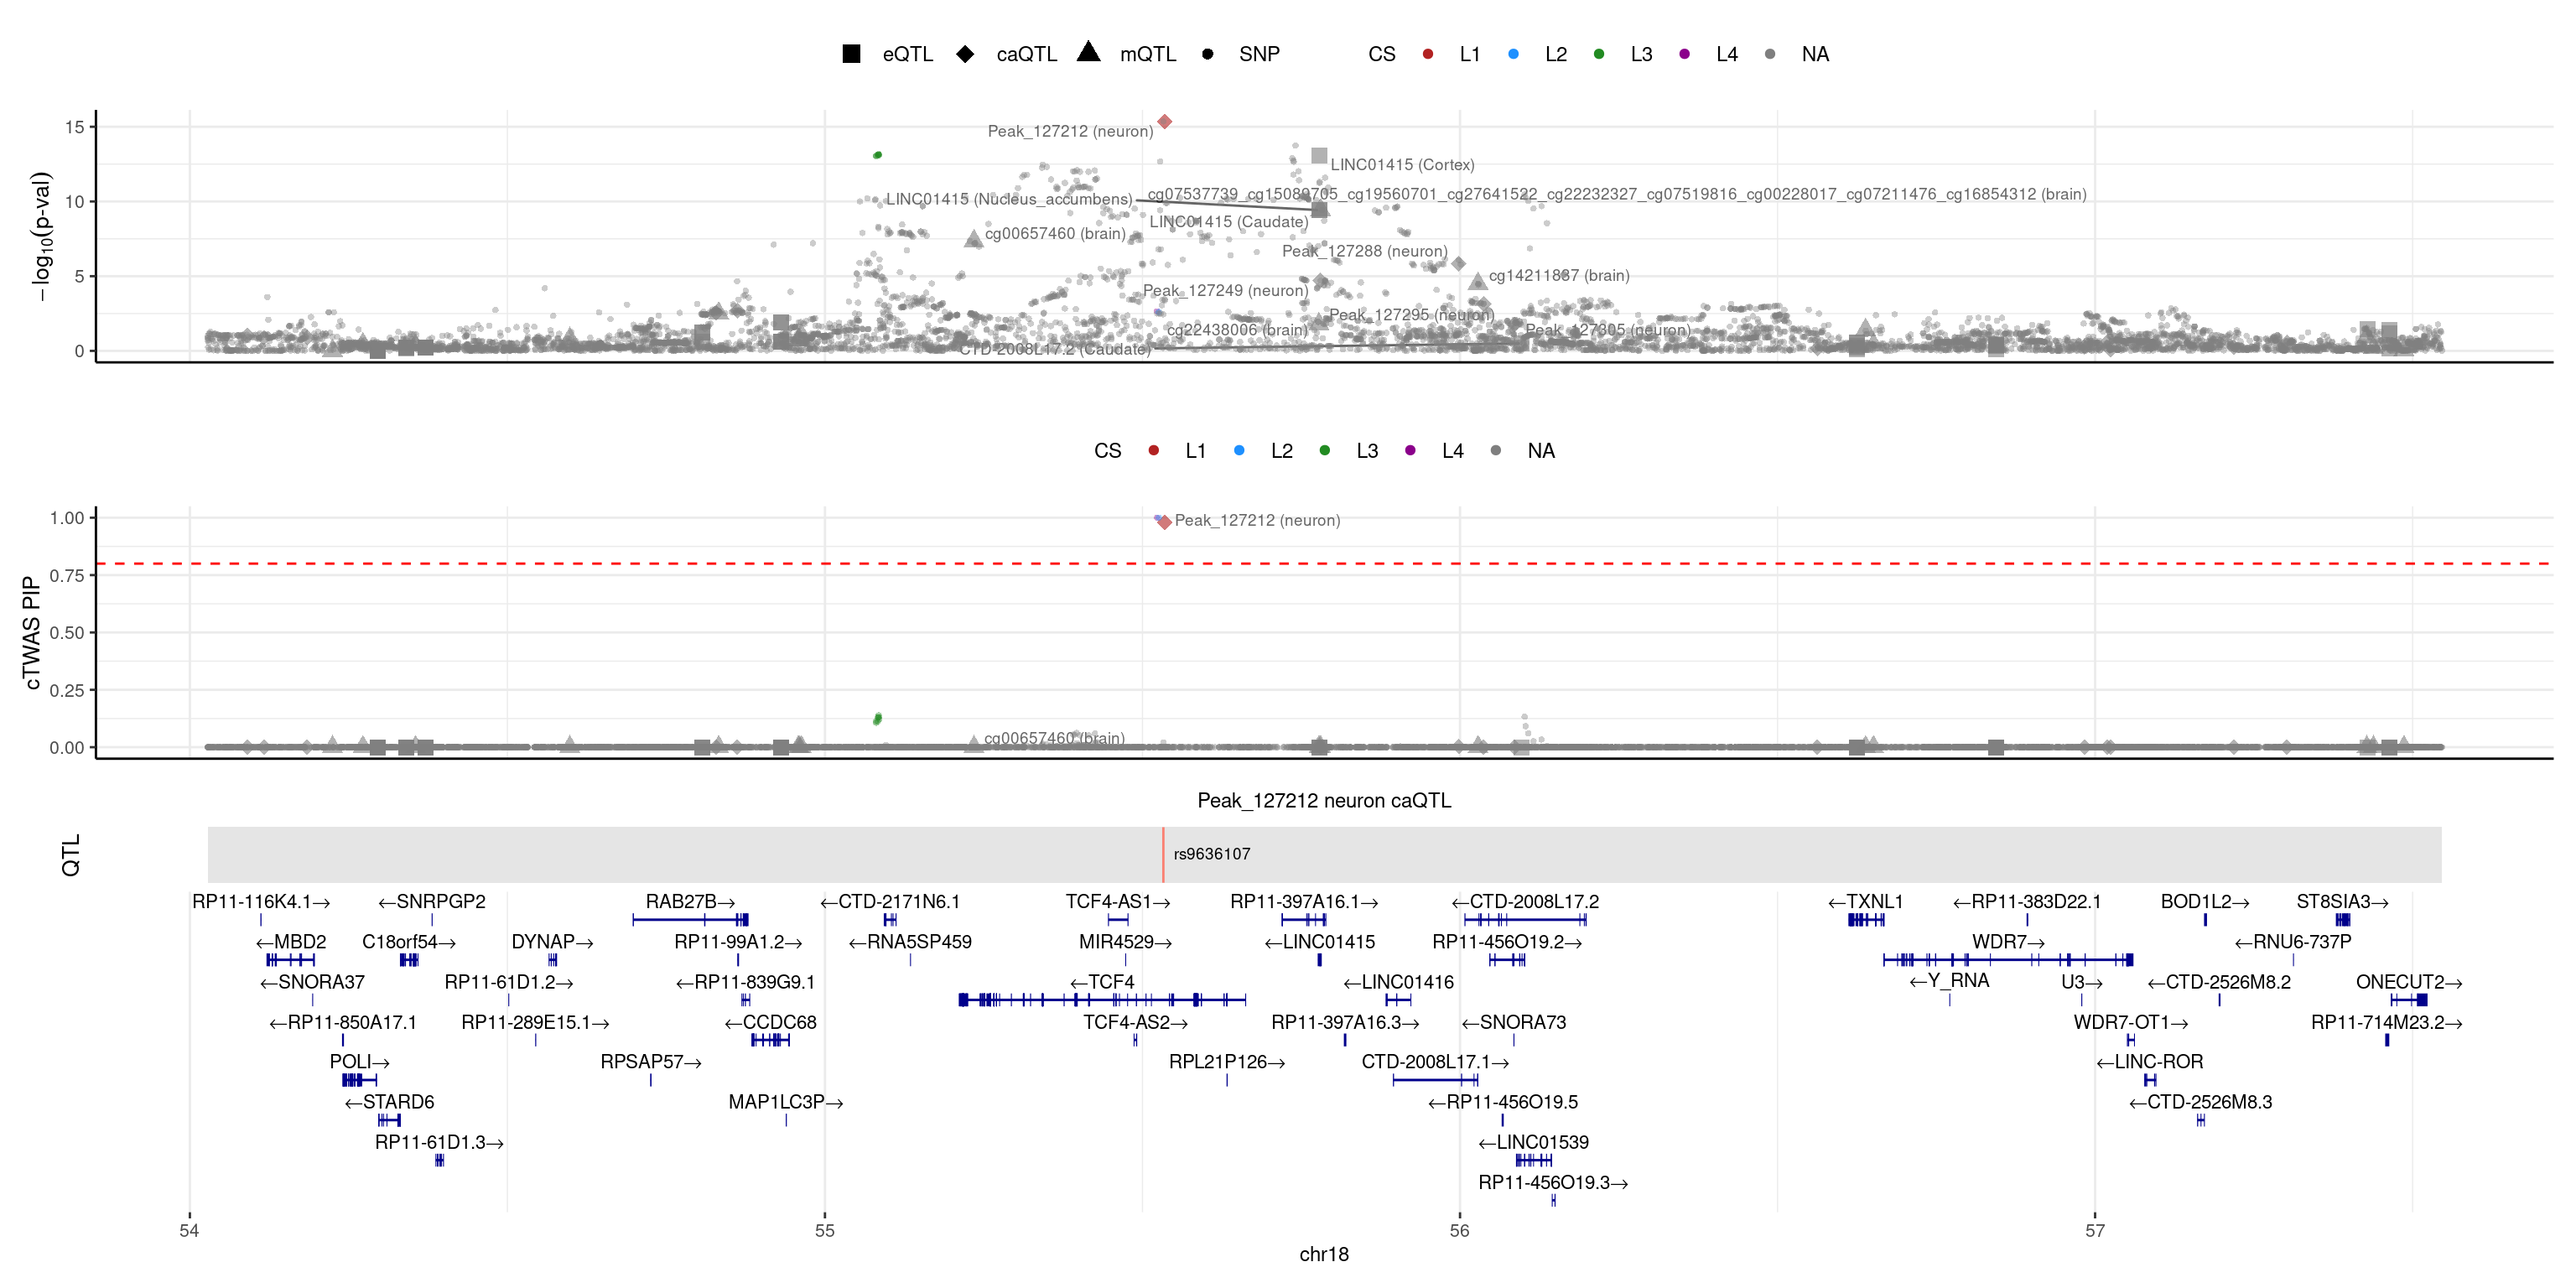 eQTL caQTL mQTL SNP CS L1 L2 L3 L4 NA
−log10(p-val)
15
10
5
0
Peak_127212 (neuron)
LINC01415 (Cortex)
cg07537739_cg15089705_cg19560701_cg27641522_cg22232327_cg07519816_cg00228017_cg07211476_cg16854312 (brain)
LINC01415 (Nucleus_accumbens)
LINC01415 (Caudate)
cg00657460 (brain)
Peak_127288 (neuron)
cg14211837 (brain)
Peak_127249 (neuron)
Peak_127295 (neuron)
cg22438006 (brain)
Peak_127305 (neuron)
CTD-2008L17.2 (Caudate)
CS L1 L2 L3 L4 NA
cTWAS PIP
1.00
0.75
0.50
0.25
0.00
Peak_127212 (neuron)
cg00657460 (brain)
Peak_127212 neuron caQTL
QTL
rs9636107
RP11-116K4.1→ ←SNRPGP2 RAB27B→ ←CTD-2171N6.1 TCF4-AS1→ RP11-397A16.1→ ←CTD-2008L17.2 ←TXNL1 ←RP11-383D22.1 BOD1L2→ ST8SIA3→
←MBD2 C18orf54→ DYNAP→ RP11-99A1.2→ ←RNA5SP459 MIR4529→ ←LINC01415 RP11-456O19.2→ WDR7→ ←RNU6-737P
←SNORA37 RP11-61D1.2→ ←RP11-839G9.1 ←TCF4 ←LINC01416 ←Y_RNA U3→ ←CTD-2526M8.2 ONECUT2→
←RP11-850A17.1 RP11-289E15.1→ ←CCDC68 TCF4-AS2→ RP11-397A16.3→ ←SNORA73 WDR7-OT1→ RP11-714M23.2→
POLI→ RPSAP57→ RPL21P126→ CTD-2008L17.1→ ←LINC-ROR
←STARD6 MAP1LC3P→ ←RP11-456O19.5 ←CTD-2526M8.3
RP11-61D1.3→ ←LINC01539
RP11-456O19.3→
54 55 56 57
chr18